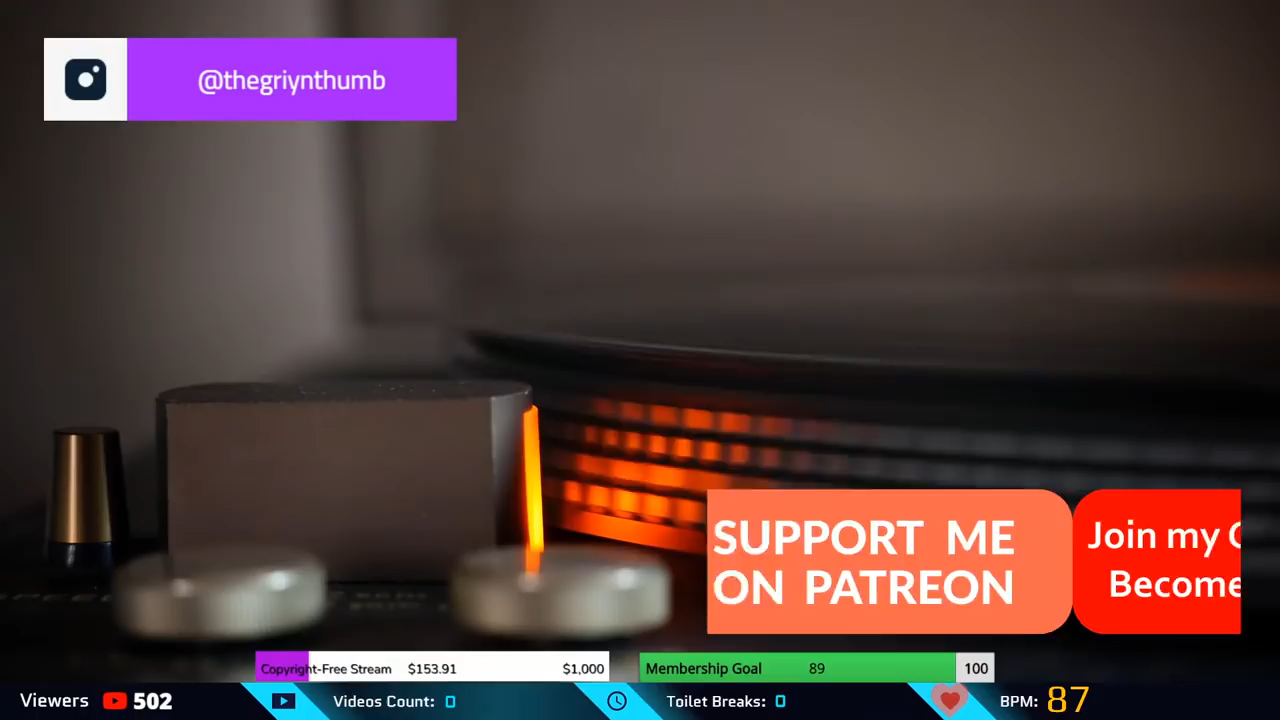 @thegriynthumb
SUPPORT ME
ON PATREON
Join my
Become
Copyright-Free Stream $153.91 $1,000
Membership Goal 89 100
Viewers 502 Videos Count: 0 Toilet Breaks: 0 BPM: 87